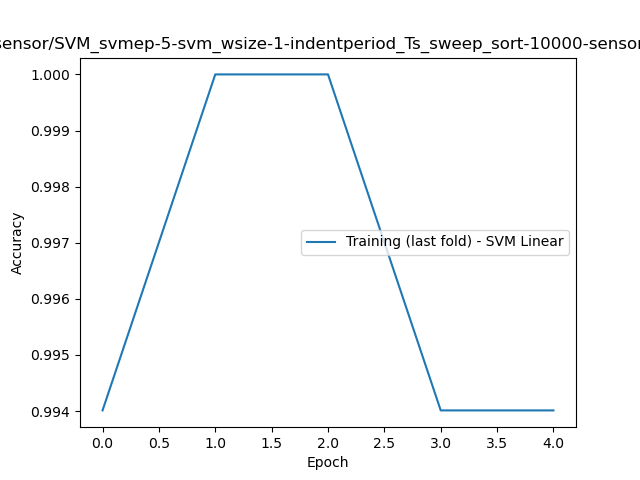 sensor/SVM_svmep-5-svm_wsize-1-indentperiod_Ts_sweep_sort-10000-sensor
1.000
0.999
0.998
0.997
0.996
0.995
0.994
Accuracy
Training (last fold) - SVM Linear
0.0 0.5 1.0 1.5 2.0 2.5 3.0 3.5 4.0
Epoch